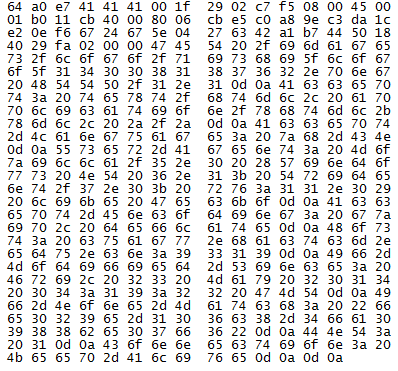 64 a0 e7 41 41 41 00 1f 29 02 c7 f5 08 00 45 00
01 b0 11 cb 40 00 80 06 cb e5 c0 a8 9e c3 da 1c
e2 0e f6 67 24 67 5e 04 27 63 42 a1 b7 44 50 18
40 29 fa 02 00 00 47 45 54 20 2f 69 6d 61 67 65
73 2f 6c 6f 67 6f 2f 71 69 73 68 69 5f 6c 6f 67
6f 5f 31 34 30 30 38 31 38 37 36 32 2e 70 6e 67
20 48 54 54 50 2f 31 2e 31 0d 0a 41 63 63 65 70
74 3a 20 74 65 78 74 2f 68 74 6d 6c 2c 20 61 70
70 6c 69 63 61 74 69 6f 6e 2f 78 68 74 6d 6c 2b
78 6d 6c 2c 20 2a 2f 2a 0d 0a 41 63 63 65 70 74
2d 4c 61 6e 67 75 61 67 65 3a 20 7a 68 2d 43 4e
0d 0a 55 73 65 72 2d 41 67 65 6e 74 3a 20 4d 6f
7a 69 6c 6c 61 2f 35 2e 30 20 28 57 69 6e 64 6f
77 73 20 4e 54 20 36 2e 31 3b 20 54 72 69 64 65
6e 74 2f 37 2e 30 3b 20 72 76 3a 31 31 2e 30 29
20 6c 69 6b 65 20 47 65 63 6b 6f 0d 0a 41 63 63
65 70 74 2d 45 6e 63 6f 64 69 6e 67 3a 20 67 7a
69 70 2c 20 64 65 66 6c 61 74 65 0d 0a 48 6f 73
74 3a 20 63 75 61 67 77 2e 68 61 63 74 63 6d 2e
65 64 75 2e 63 6e 3a 39 33 31 39 0d 0a 49 66 2d
4d 6f 64 69 66 69 65 64 2d 53 69 6e 63 65 3a 20
46 72 69 2c 20 32 33 20 4d 61 79 20 32 30 31 34
20 30 34 3a 31 39 3a 32 32 20 47 4d 54 0d 0a 49
66 2d 4e 6f 6e 65 2d 4d 61 74 63 68 3a 20 22 66
65 30 32 39 65 2d 31 30 36 63 38 2d 34 66 61 30
39 38 38 62 65 30 37 66 36 22 0d 0a 44 4e 54 3a
20 31 0d 0a 43 6f 6e 6e 65 63 74 69 6f 6e 3a 20
4b 65 65 70 2d 41 6c 69 76 65 0d 0a 0d 0a